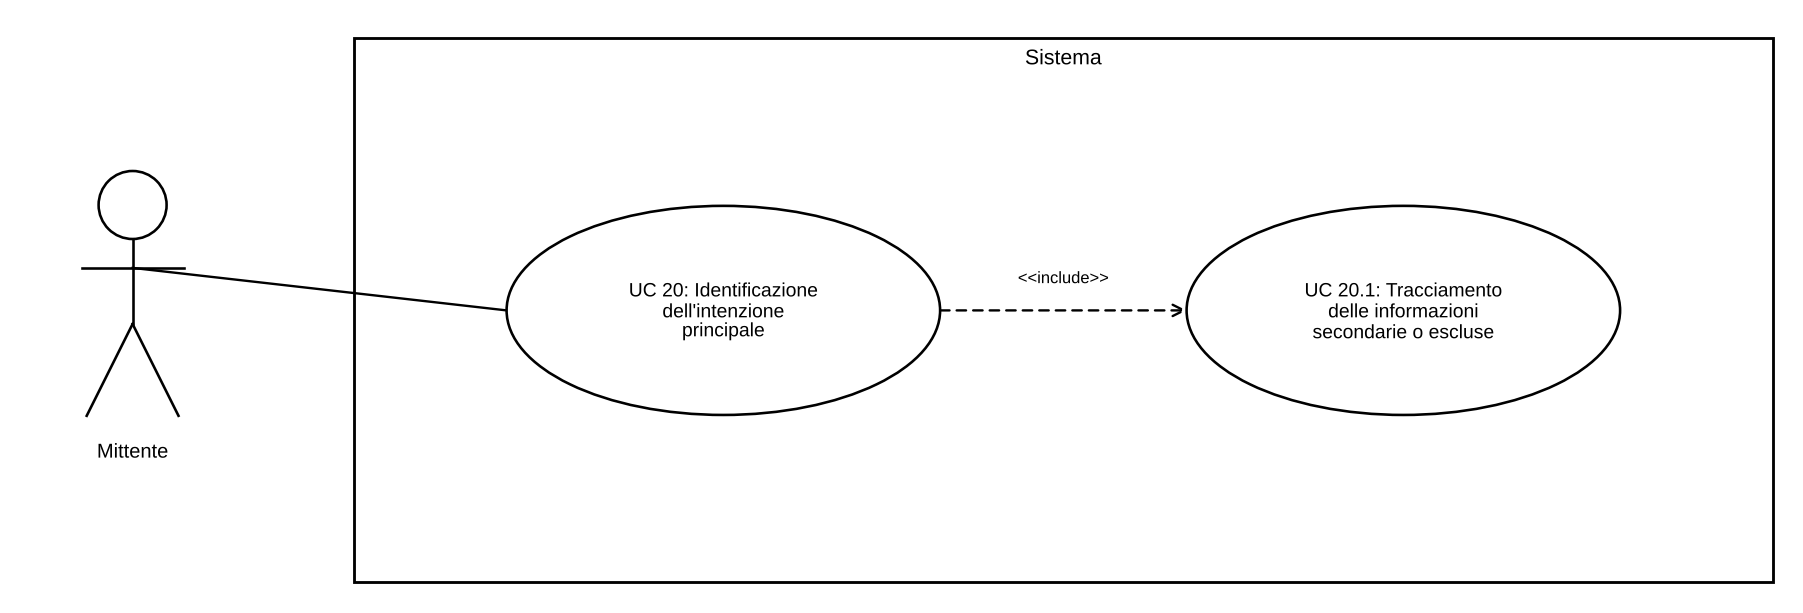 Sistema
UC 20: Identificazione
dell'intenzione
principale
<<include>>
UC 20.1: Tracciamento
delle informazioni
secondarie o escluse
Mittente